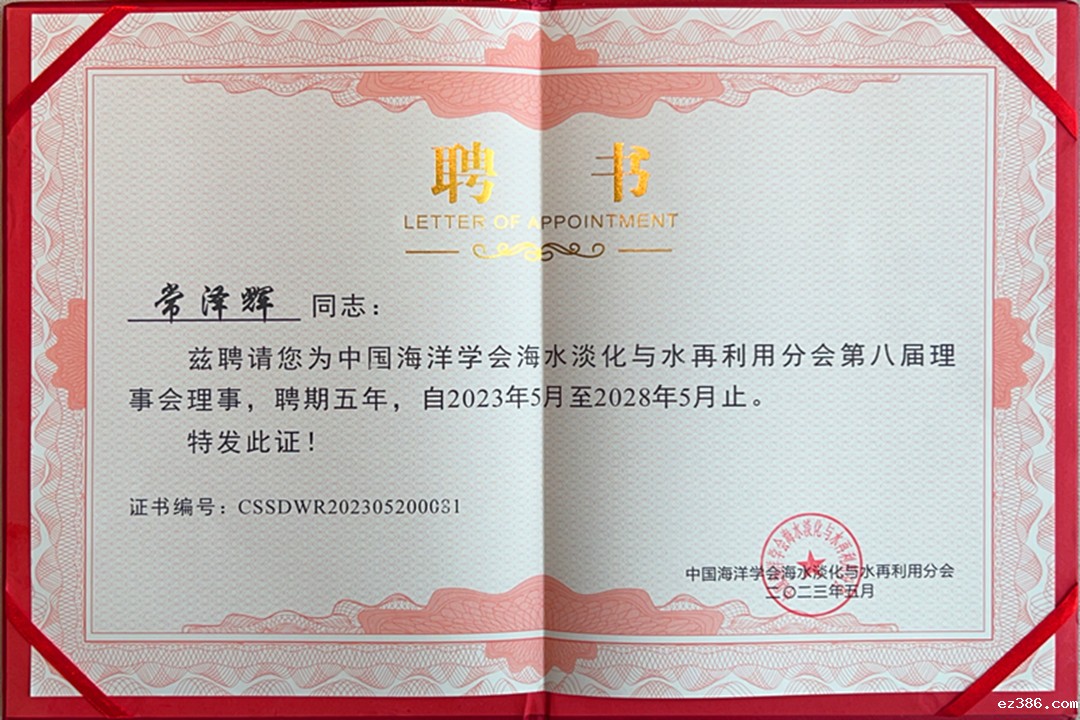 聘 书
LETTER OF APPOINTMENT
常泽辉 同志：
兹聘请您为中国海洋学会海水淡化与水再利用分会第八届理
事会理事，聘期五年，自2023年5月至2028年5月止。
特发此证！
证书编号：CSSDWR202305200081
中国海洋学会海水淡化与水再利用分会
二〇二三年五月
ez386.com